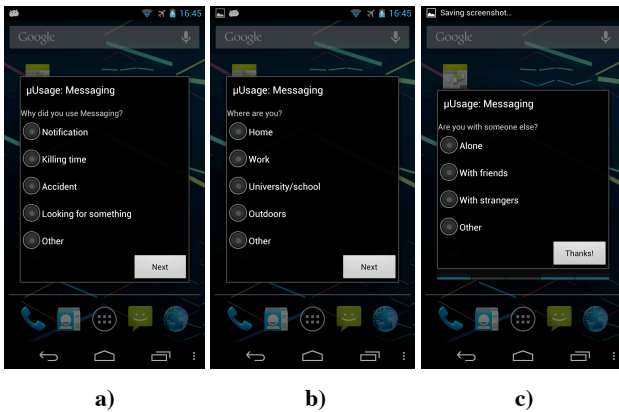 16:45
Google
µUsage: Messaging
Why did you use Messaging?
Notification
Killing time
Accident
Looking for something
Other
Next
a)
16:45
Google
µUsage: Messaging
Where are you?
Home
Work
University/school
Outdoors
Other
Next
b)
Saving screenshot...
Google
µUsage: Messaging
Are you with someone else?
Alone
With friends
With strangers
Other
Thanks!
c)